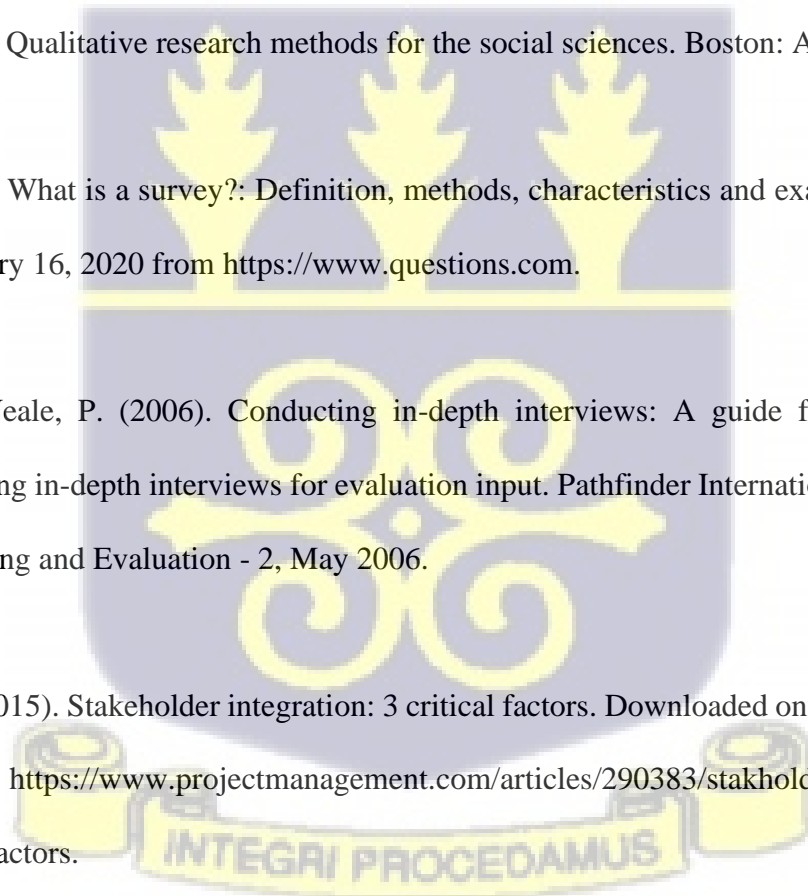 Qualitative research methods for the social sciences. Boston: A
What is a survey?: Definition, methods, characteristics and exa
ry 16, 2020 from https://www.questions.com.
eale, P. (2006). Conducting in-depth interviews: A guide f
ng in-depth interviews for evaluation input. Pathfinder Internati
ng and Evaluation - 2, May 2006.
015). Stakeholder integration: 3 critical factors. Downloaded on
https://www.projectmanagement.com/articles/290383/stakhold
actors.
INTEGRI PROCEDAMUS